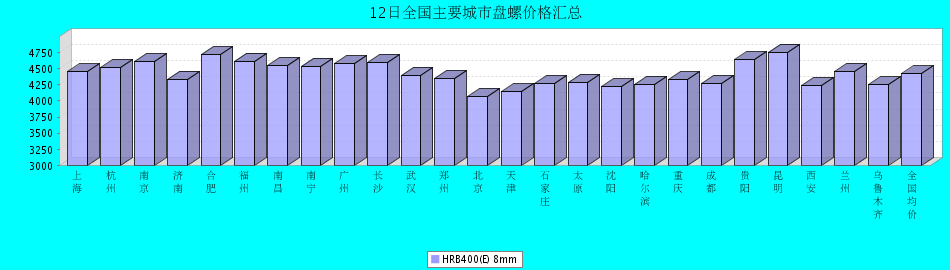 12日全国主要城市盘螺价格汇总
4750
4500
4250
4000
3750
3500
3250
3000
上海
杭州
南京
济南
合肥
福州
南昌
南宁
广州
长沙
武汉
郑州
北京
天津
石家庄
太原
沈阳
哈尔滨
重庆
成都
贵阳
昆明
西安
兰州
乌鲁木齐
全国均价
HRB400(E) 8mm